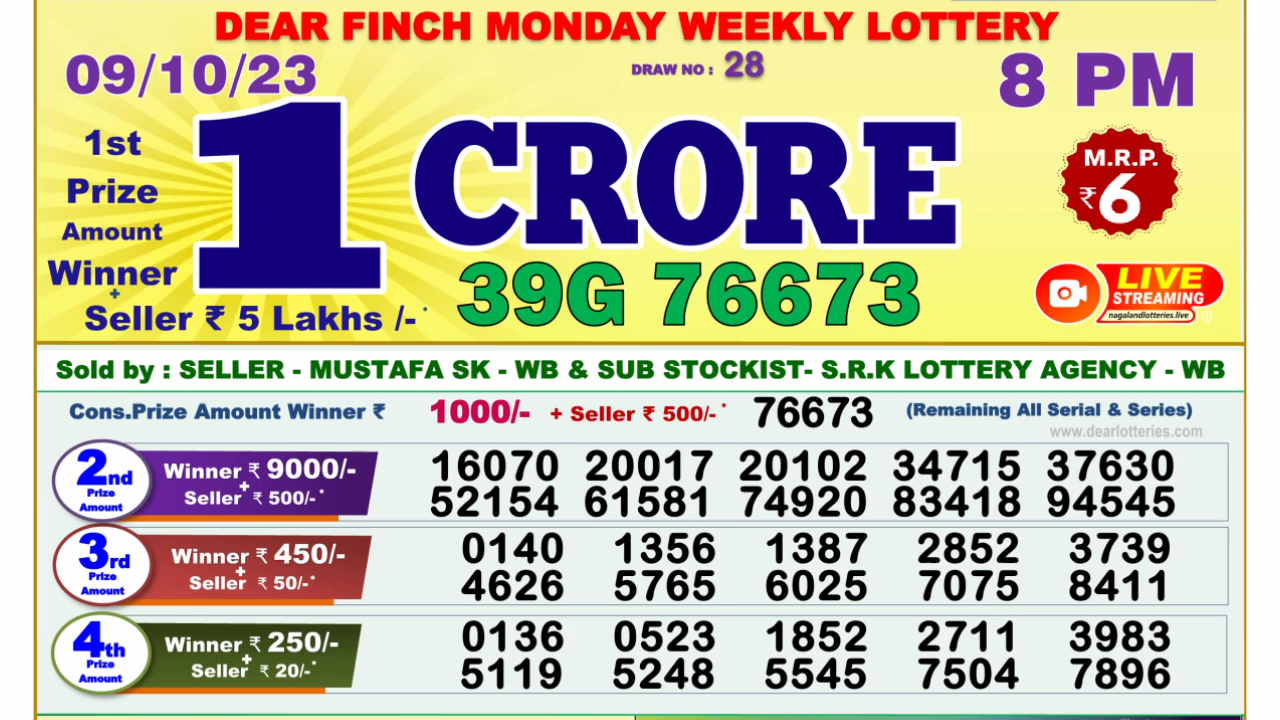 DEAR FINCH MONDAY WEEKLY LOTTERY
09/10/23
DRAW NO : 28
8 PM
1st
Prize
Amount
Winner
+
Seller ₹ 5 Lakhs /- *
1 CRORE
39G 76673
M.R.P.
₹6
LIVE
STREAMING
nagalandlotteries.live
Sold by : SELLER - MUSTAFA SK - WB & SUB STOCKIST- S.R.K LOTTERY AGENCY - WB
Cons.Prize Amount Winner ₹ 1000/- + Seller ₹ 500/- * 76673 (Remaining All Serial & Series)
www.dearlotteries.com
2nd
Prize
Amount
Winner ₹ 9000/-
+
Seller ₹ 500/- *
16070 20017 20102 34715 37630
52154 61581 74920 83418 94545
3rd
Prize
Amount
Winner ₹ 450/-
+
Seller ₹ 50/- *
0140 1356 1387 2852 3739
4626 5765 6025 7075 8411
4th
Prize
Amount
Winner ₹ 250/-
+
Seller ₹ 20/- *
0136 0523 1852 2711 3983
5119 5248 5545 7504 7896